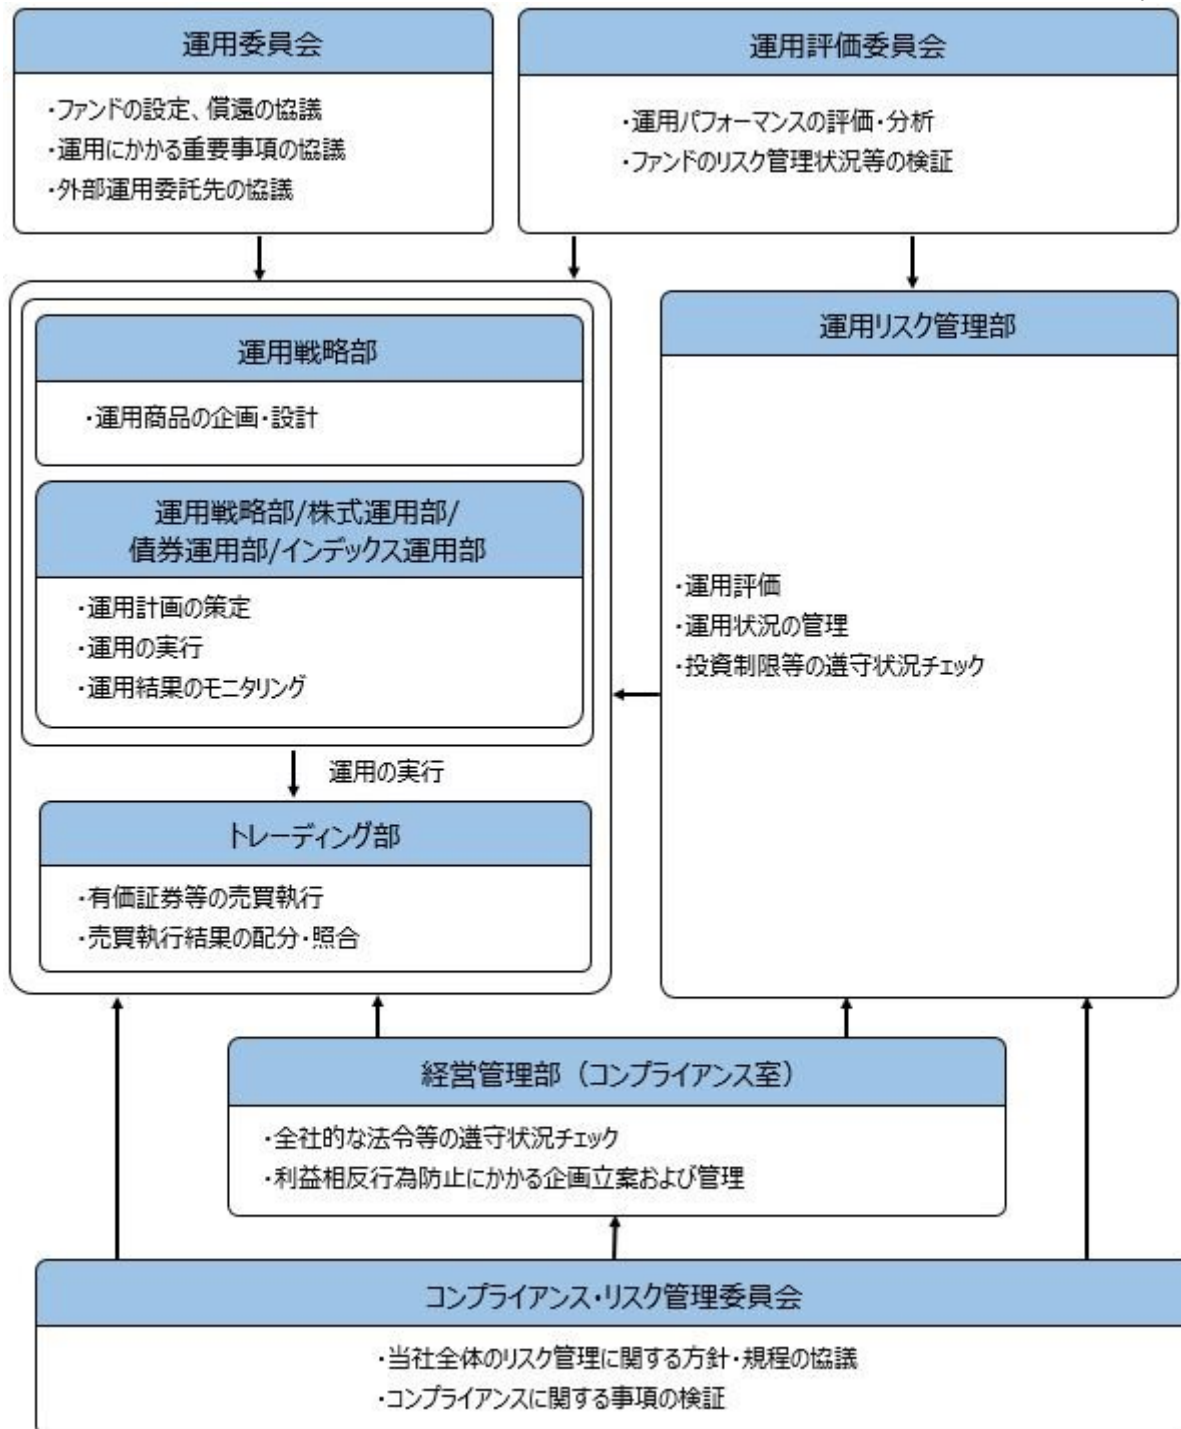 運用委員会
・ファンドの設定、償還の協議
・運用にかかる重要事項の協議
・外部運用委託先の協議
運用評価委員会
・運用パフォーマンスの評価・分析
・ファンドのリスク管理状況等の検証
運用戦略部
・運用商品の企画・設計
運用戦略部/株式運用部/
債券運用部/インデックス運用部
・運用計画の策定
・運用の実行
・運用結果のモニタリング
運用の実行
トレーディング部
・有価証券等の売買執行
・売買執行結果の配分・照合
運用リスク管理部
・運用評価
・運用状況の管理
・投資制限等の遵守状況チェック
経営管理部（コンプライアンス室）
・全社的な法令等の遵守状況チェック
・利益相反行為防止にかかる企画立案および管理
コンプライアンス・リスク管理委員会
・当社全体のリスク管理に関する方針・規程の協議
・コンプライアンスに関する事項の検証